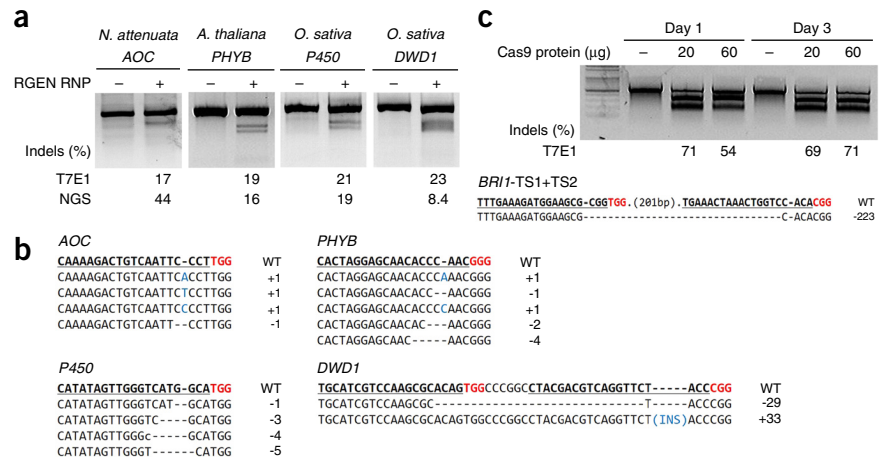 a
N. attenuata A. thaliana O. sativa O. sativa
AOC PHYB P450 DWD1
RGEN RNP – + – + – + – +
Indels (%)
T7E1 17 19 21 23
NGS 44 16 19 8.4
b
AOC
CAAAAGACTGTCAATTC-CCTTGG WT
CAAAAGACTGTCAATTCACCTTGG +1
CAAAAGACTGTCAATTCTCCTTGG +1
CAAAAGACTGTCAATTCCCCTTGG +1
CAAAAGACTGTCAATT--CCTTGG -1
PHYB
CACTAGGAGCAACACCC-AACGGG WT
CACTAGGAGCAACACCCAAACGGG +1
CACTAGGAGCAACACC--AACGGG -1
CACTAGGAGCAACACCCCAACGGG +1
CACTAGGAGCAACAC---AACGGG -2
CACTAGGAGCAAC-----AACGGG -4
P450
CATATAGTTGGGTCATG-GCATGG WT
CATATAGTTGGGTCAT--GCATGG -1
CATATAGTTGGGTC----GCATGG -3
CATATAGTTGGGc-----GCATGG -4
CATATAGTTGGGT------CATGG -5
DWD1
TGCATCGTCCAAGCGCACAGTGGCCCGGCCTACGACGTCAGGTTCT-----ACCCGG WT
TGCATCGTCCAAGCGC-----------------------------T-----ACCCGG -29
TGCATCGTCCAAGCGCACAGTGGCCCGGCCTACGACGTCAGGTTCT(INS)ACCCGG +33
c
Day 1 Day 3
Cas9 protein (μg) – 20 60 – 20 60
Indels (%)
T7E1 71 54 69 71
BRI1-TS1+TS2
TTTGAAAGATGGAAGCG-CGGTGG.(201bp).TGAAACTAAACTGGTCC-ACACGG WT
TTTGAAAGATGGAAGCG-------------------------------C-ACACGG -223